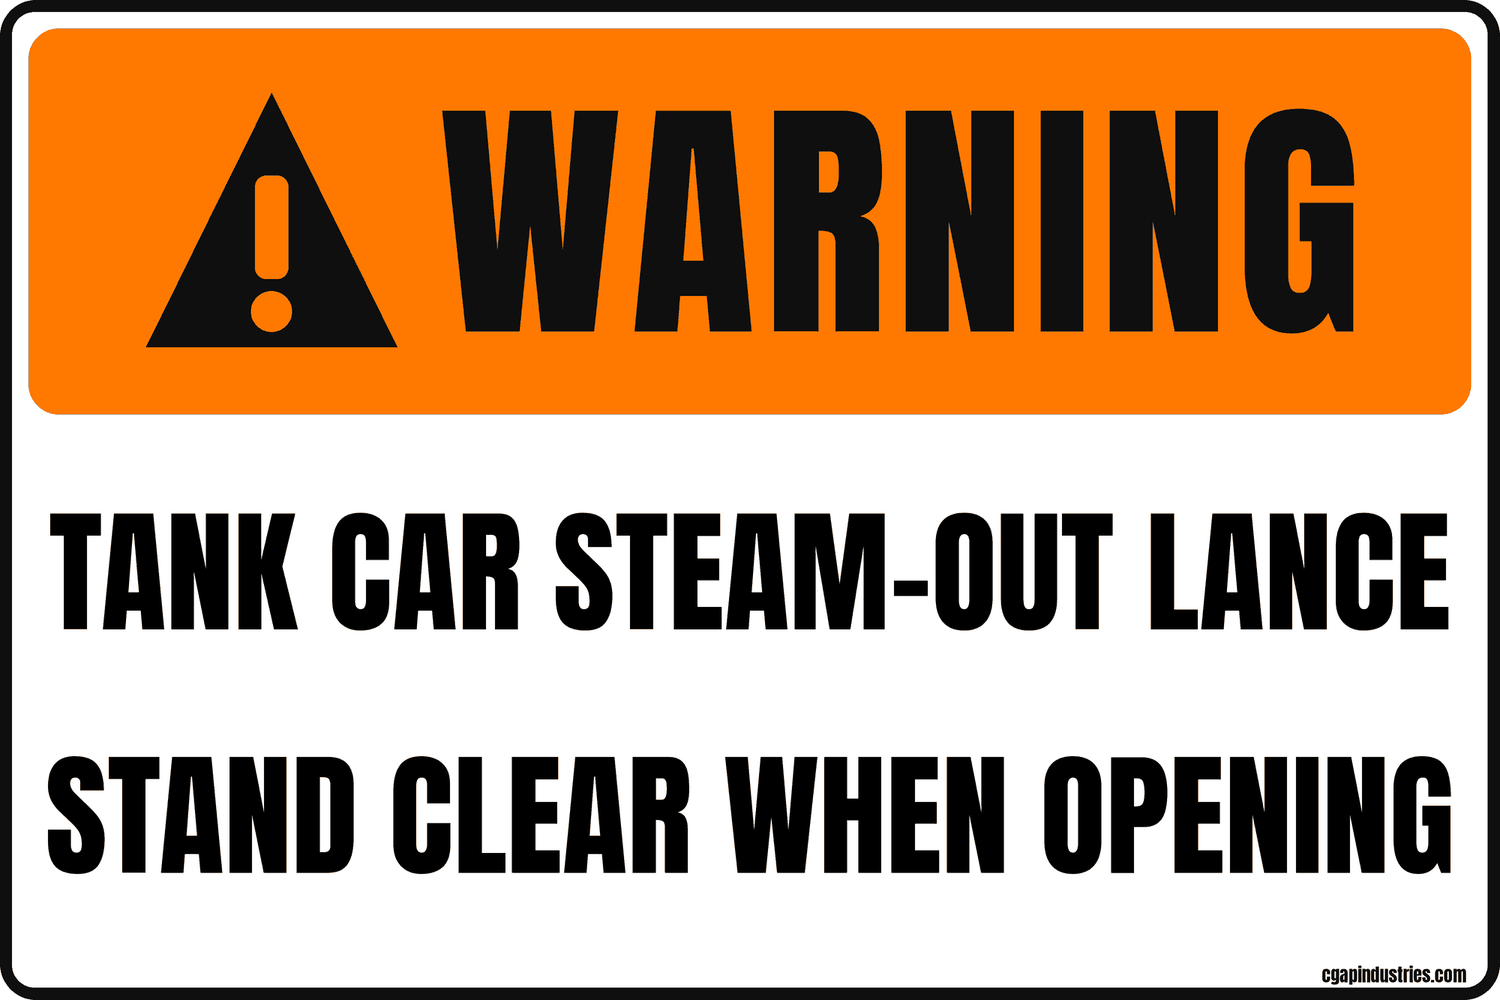 WARNING
TANK CAR STEAM-OUT LANCE
STAND CLEAR WHEN OPENING
cgapindustries.com